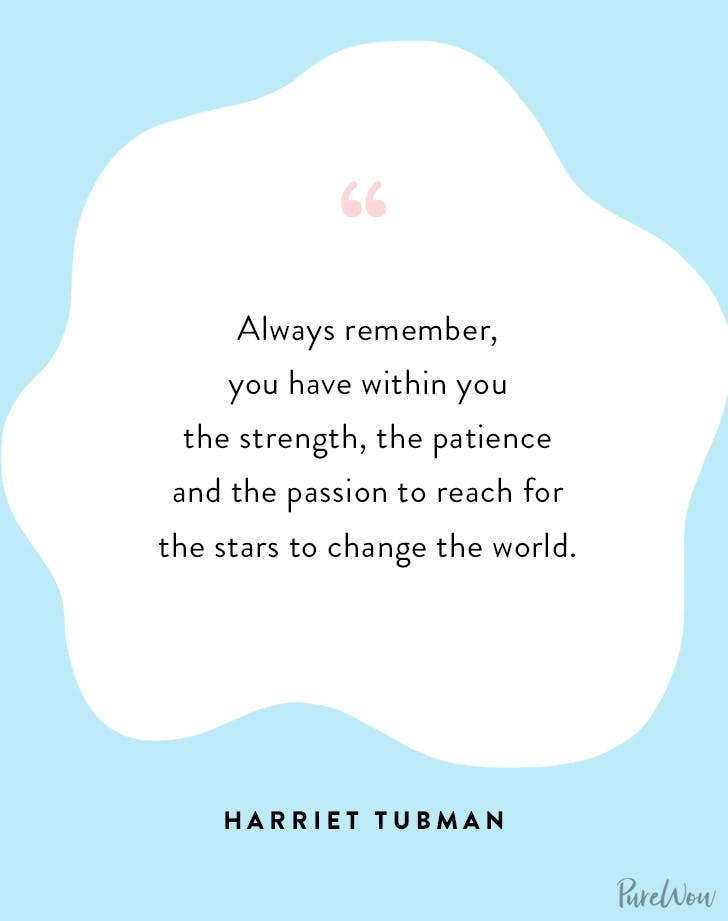 “
Always remember,
you have within you
the strength, the patience
and the passion to reach for
the stars to change the world.
HARRIET TUBMAN
PureWow